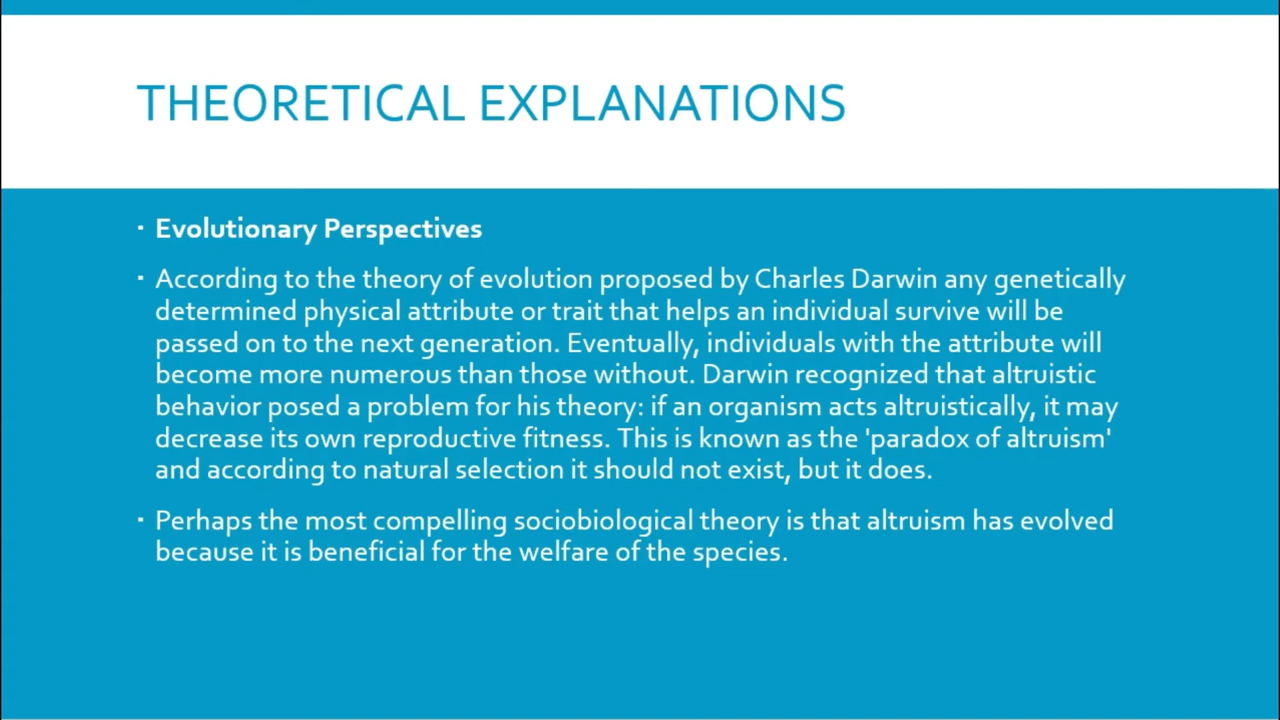 THEORETICAL EXPLANATIONS
▪ Evolutionary Perspectives
▪ According to the theory of evolution proposed by Charles Darwin any genetically
determined physical attribute or trait that helps an individual survive will be
passed on to the next generation. Eventually, individuals with the attribute will
become more numerous than those without. Darwin recognized that altruistic
behavior posed a problem for his theory: if an organism acts altruistically, it may
decrease its own reproductive fitness. This is known as the 'paradox of altruism'
and according to natural selection it should not exist, but it does.
▪ Perhaps the most compelling sociobiological theory is that altruism has evolved
because it is beneficial for the welfare of the species.